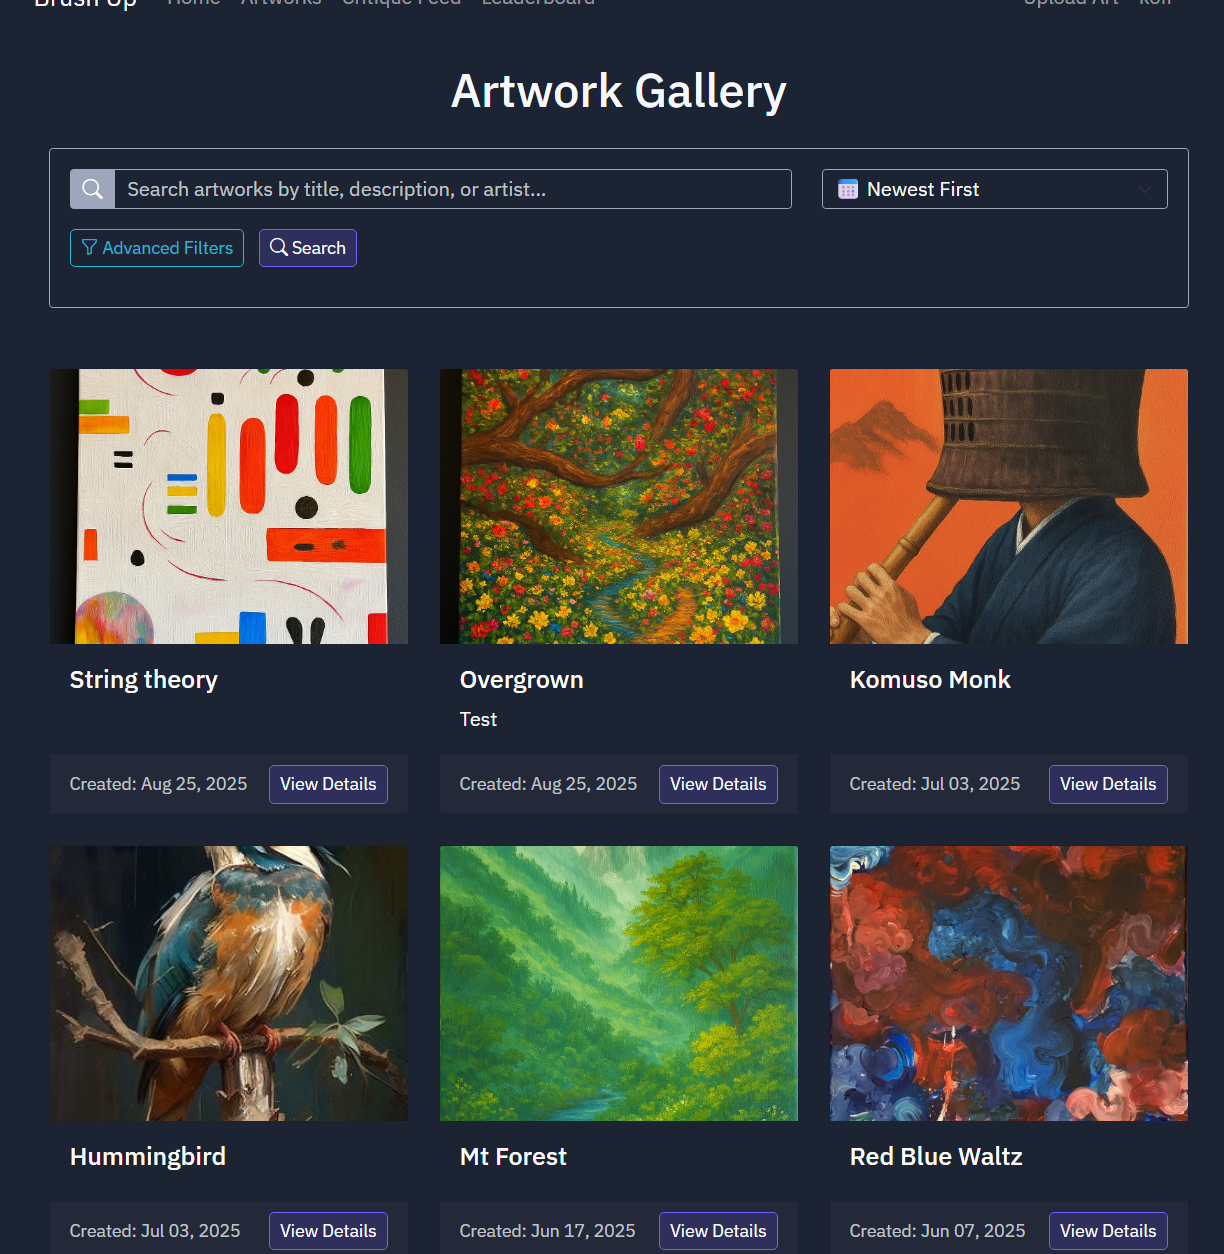 Brush Up Home Artworks Critique Feed Leaderboard Upload Art
Artwork Gallery
Search artworks by title, description, or artist...
Newest First
Advanced Filters
Search
String theory
Overgrown
Komuso Monk
Test
Created: Aug 25, 2025 View Details
Created: Aug 25, 2025 View Details
Created: Jul 03, 2025 View Details
Hummingbird
Mt Forest
Red Blue Waltz
Created: Jul 03, 2025 View Details
Created: Jun 17, 2025 View Details
Created: Jun 07, 2025 View Details